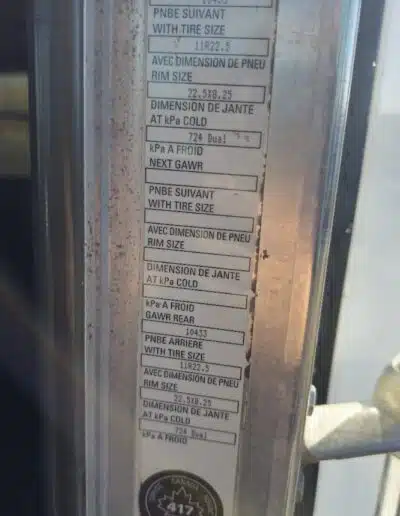 10433
PNBE SUIVANT
WITH TIRE SIZE
11R22.5
AVEC DIMENSION DE PNEU
RIM SIZE
22.5X8.25
DIMENSION DE JANTE
AT kPa COLD
724 Dual
kPa A FROID
NEXT GAWR
PNBE SUIVANT
WITH TIRE SIZE
AVEC DIMENSION DE PNEU
RIM SIZE
DIMENSION DE JANTE
AT kPa COLD
kPa A FROID
GAWR REAR
10433
PNBE ARRIERE
WITH TIRE SIZE
11R22.5
AVEC DIMENSION DE PNEU
RIM SIZE
22.5X8.25
DIMENSION DE JANTE
AT kPa COLD
724 Dual
kPa A FROID
CANADA
417